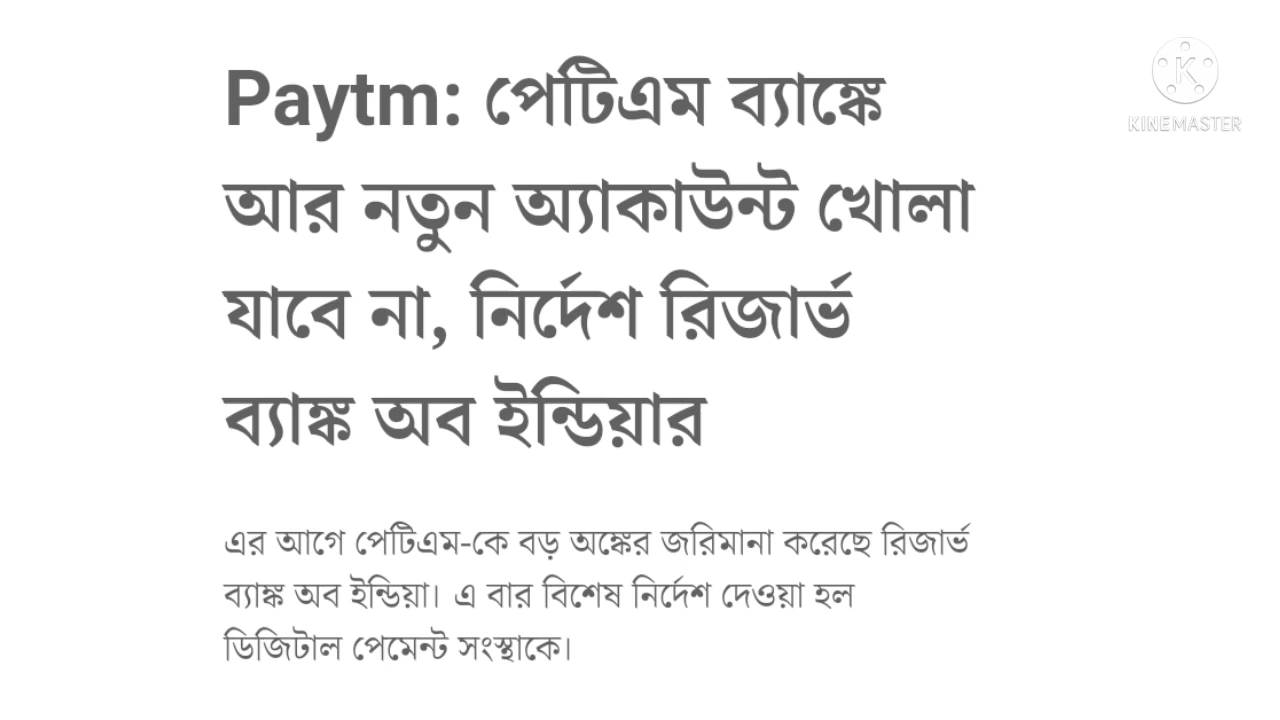 Paytm: পেটিএম ব্যাঙ্কে
আর নতুন অ্যাকাউন্ট খোলা
যাবে না, নির্দেশ রিজার্ভ
ব্যাঙ্ক অব ইন্ডিয়ার
এর আগে পেটিএম-কে বড় অঙ্কের জরিমানা করেছে রিজার্ভ
ব্যাঙ্ক অব ইন্ডিয়া। এ বার বিশেষ নির্দেশ দেওয়া হল
ডিজিটাল পেমেন্ট সংস্থাকে।
K
KINEMASTER